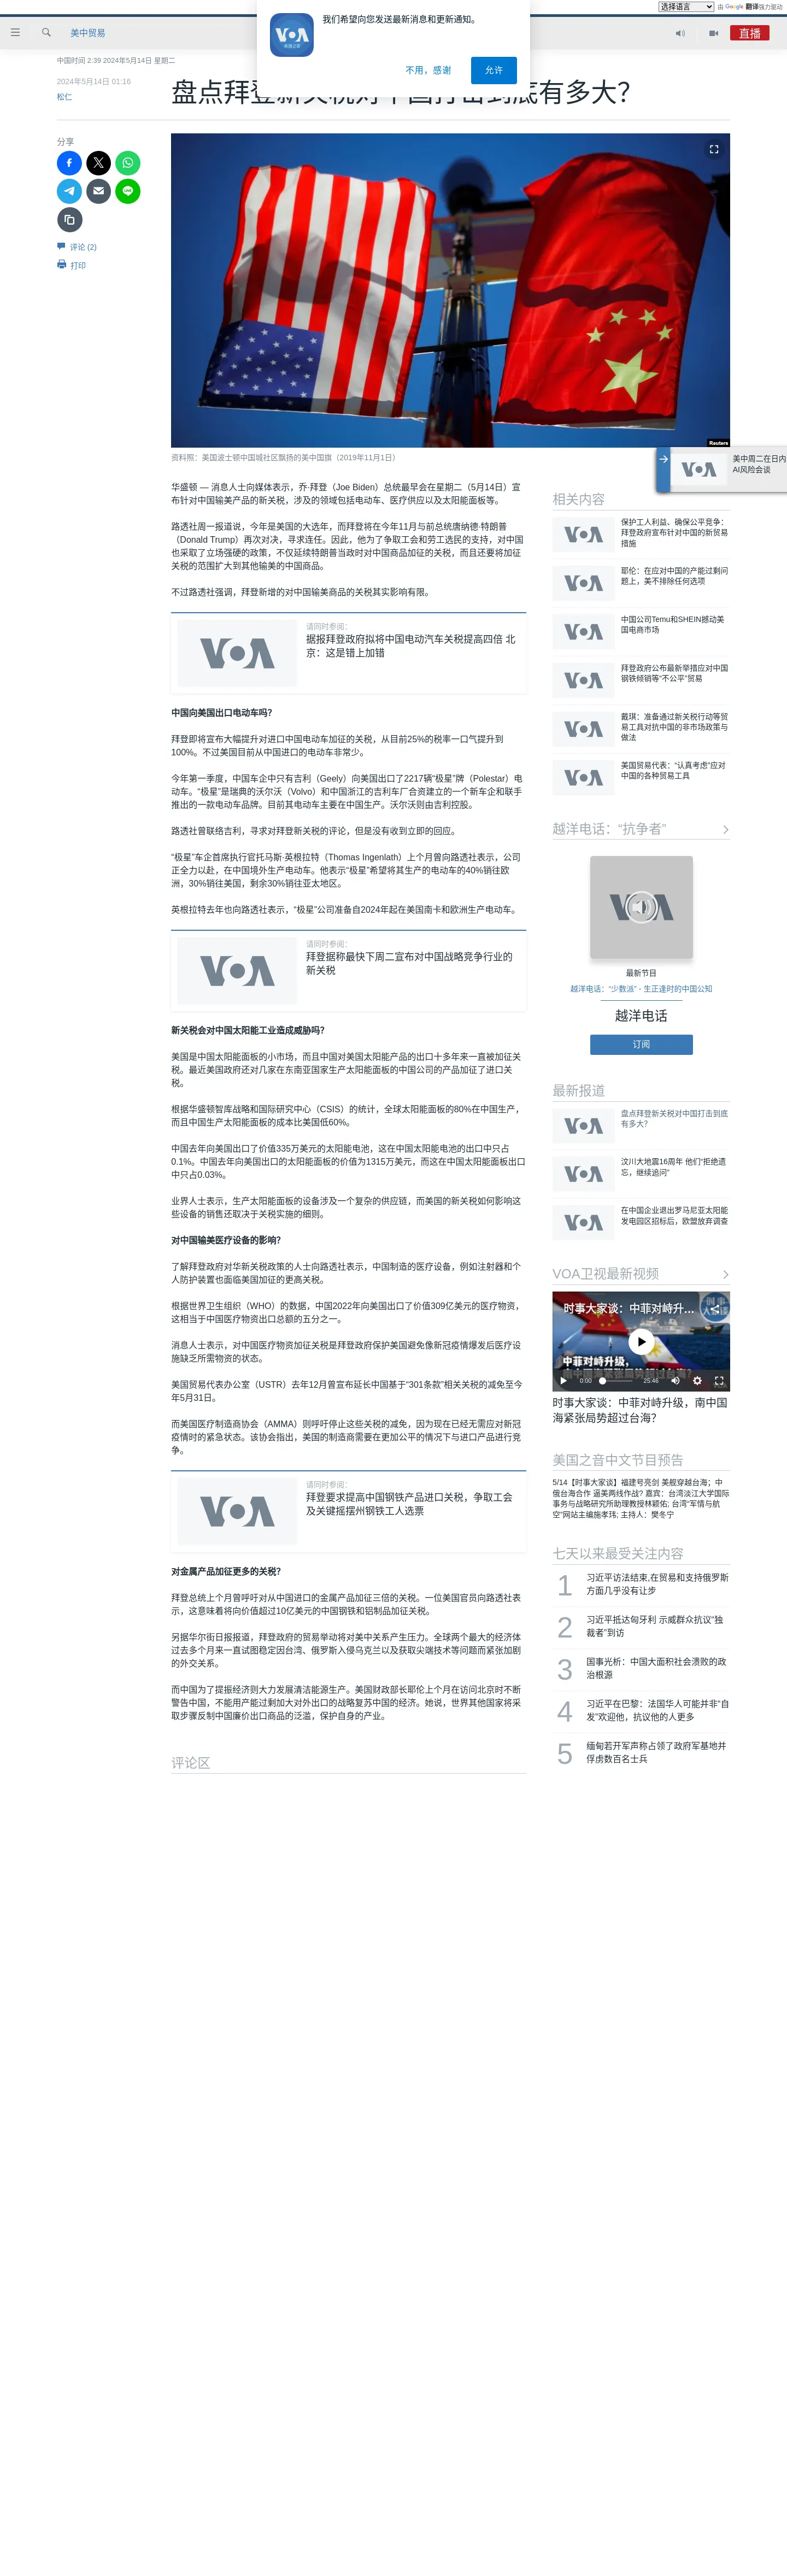 选择语言
由 Google 翻译强力驱动
我们希望向您发送最新消息和更新通知。
VOA
美国之音
不用，感谢
允许
美中贸易
直播
中国时间 2:39 2024年5月14日 星期二
2024年5月14日 01:16
松仁
盘点拜登新关税对中国打击到底有多大？
分享
评论 (2)
打印
Reuters
资料照：美国波士顿中国城社区飘扬的美中国旗（2019年11月1日）
美中周二在日内
AI风险会谈
华盛顿 — 消息人士向媒体表示，乔·拜登（Joe Biden）总统最早会在星期二（5月14日）宣
布针对中国输美产品的新关税，涉及的领域包括电动车、医疗供应以及太阳能面板等。
路透社周一报道说，今年是美国的大选年，而拜登将在今年11月与前总统唐纳德·特朗普
（Donald Trump）再次对决，寻求连任。因此，他为了争取工会和劳工选民的支持，对中国
也采取了立场强硬的政策，不仅延续特朗普当政时对中国商品加征的关税，而且还要将加征
关税的范围扩大到其他输美的中国商品。
不过路透社强调，拜登新增的对中国输美商品的关税其实影响有限。
请同时参阅：
据报拜登政府拟将中国电动汽车关税提高四倍 北
京：这是错上加错
中国向美国出口电动车吗？
拜登即将宣布大幅提升对进口中国电动车加征的关税，从目前25%的税率一口气提升到
100%。不过美国目前从中国进口的电动车非常少。
今年第一季度，中国车企中只有吉利（Geely）向美国出口了2217辆“极星”牌（Polestar）电
动车。“极星”是瑞典的沃尔沃（Volvo）和中国浙江的吉利车厂合资建立的一个新车企和联手
推出的一款电动车品牌。目前其电动车主要在中国生产。沃尔沃则由吉利控股。
路透社曾联络吉利，寻求对拜登新关税的评论，但是没有收到立即的回应。
“极星”车企首席执行官托马斯·英根拉特（Thomas Ingenlath）上个月曾向路透社表示，公司
正全力以赴，在中国境外生产电动车。他表示“极星”希望将其生产的电动车的40%销往欧
洲，30%销往美国，剩余30%销往亚太地区。
英根拉特去年也向路透社表示，“极星”公司准备自2024年起在美国南卡和欧洲生产电动车。
请同时参阅：
拜登据称最快下周二宣布对中国战略竞争行业的
新关税
新关税会对中国太阳能工业造成威胁吗？
美国是中国太阳能面板的小市场，而且中国对美国太阳能产品的出口十多年来一直被加征关
税。最近美国政府还对几家在东南亚国家生产太阳能面板的中国公司的产品加征了进口关
税。
根据华盛顿智库战略和国际研究中心（CSIS）的统计，全球太阳能面板的80%在中国生产，
而且中国生产太阳能面板的成本比美国低60%。
中国去年向美国出口了价值335万美元的太阳能电池，这在中国太阳能电池的出口中只占
0.1%。中国去年向美国出口的太阳能面板的价值为1315万美元，而这在中国太阳能面板出口
中只占0.03%。
业界人士表示，生产太阳能面板的设备涉及一个复杂的供应链，而美国的新关税如何影响这
些设备的销售还取决于关税实施的细则。
对中国输美医疗设备的影响？
了解拜登政府对华新关税政策的人士向路透社表示，中国制造的医疗设备，例如注射器和个
人防护装置也面临美国加征的更高关税。
根据世界卫生组织（WHO）的数据，中国2022年向美国出口了价值309亿美元的医疗物资，
这相当于中国医疗物资出口总额的五分之一。
消息人士表示，对中国医疗物资加征关税是拜登政府保护美国避免像新冠疫情爆发后医疗设
施缺乏所需物资的状态。
美国贸易代表办公室（USTR）去年12月曾宣布延长中国基于“301条款”相关关税的减免至今
年5月31日。
而美国医疗制造商协会（AMMA）则呼吁停止这些关税的减免，因为现在已经无需应对新冠
疫情时的紧急状态。该协会指出，美国的制造商需要在更加公平的情况下与进口产品进行竞
争。
请同时参阅：
拜登要求提高中国钢铁产品进口关税，争取工会
及关键摇摆州钢铁工人选票
对金属产品加征更多的关税？
拜登总统上个月曾呼吁对从中国进口的金属产品加征三倍的关税。一位美国官员向路透社表
示，这意味着将向价值超过10亿美元的中国钢铁和铝制品加征关税。
另据华尔街日报报道，拜登政府的贸易举动将对美中关系产生压力。全球两个最大的经济体
过去多个月来一直试图稳定因台湾、俄罗斯入侵乌克兰以及获取尖端技术等问题而紧张加剧
的外交关系。
而中国为了提振经济则大力发展清洁能源生产。美国财政部长耶伦上个月在访问北京时不断
警告中国，不能用产能过剩加大对外出口的战略复苏中国的经济。她说，世界其他国家将采
取步骤反制中国廉价出口商品的泛滥，保护自身的产业。
评论区
相关内容
保护工人利益、确保公平竞争：
拜登政府宣布针对中国的新贸易
措施
耶伦：在应对中国的产能过剩问
题上，美不排除任何选项
中国公司Temu和SHEIN撼动美
国电商市场
拜登政府公布最新举措应对中国
钢铁倾销等“不公平”贸易
戴琪：准备通过新关税行动等贸
易工具对抗中国的非市场政策与
做法
美国贸易代表：“认真考虑”应对
中国的各种贸易工具
越洋电话：“抗争者”
最新节目
越洋电话：“少数派” - 生正逢时的中国公知
越洋电话
订阅
最新报道
盘点拜登新关税对中国打击到底
有多大？
汶川大地震16周年 他们“拒绝遗
忘，继续追问”
在中国企业退出罗马尼亚太阳能
发电园区招标后，欧盟放弃调查
VOA卫视最新视频
时事大家谈：中菲对峙升...
中菲对峙升级，
0:00
25:46
时事大家谈：中菲对峙升级，南中国
海紧张局势超过台海？
美国之音中文节目预告
5/14【时事大家谈】福建号亮剑 美舰穿越台海；中
俄台海合作 逼美两线作战? 嘉宾：台湾淡江大学国际
事务与战略研究所助理教授林颖佑; 台湾“军情与航
空”网站主编施孝玮; 主持人：樊冬宁
七天以来最受关注内容
1 习近平访法结束,在贸易和支持俄罗斯
方面几乎没有让步
2 习近平抵达匈牙利 示威群众抗议“独
裁者”到访
3 国事光析：中国大面积社会溃败的政
治根源
4 习近平在巴黎：法国华人可能并非“自
发”欢迎他，抗议他的人更多
5 缅甸若开军声称占领了政府军基地并
俘虏数百名士兵